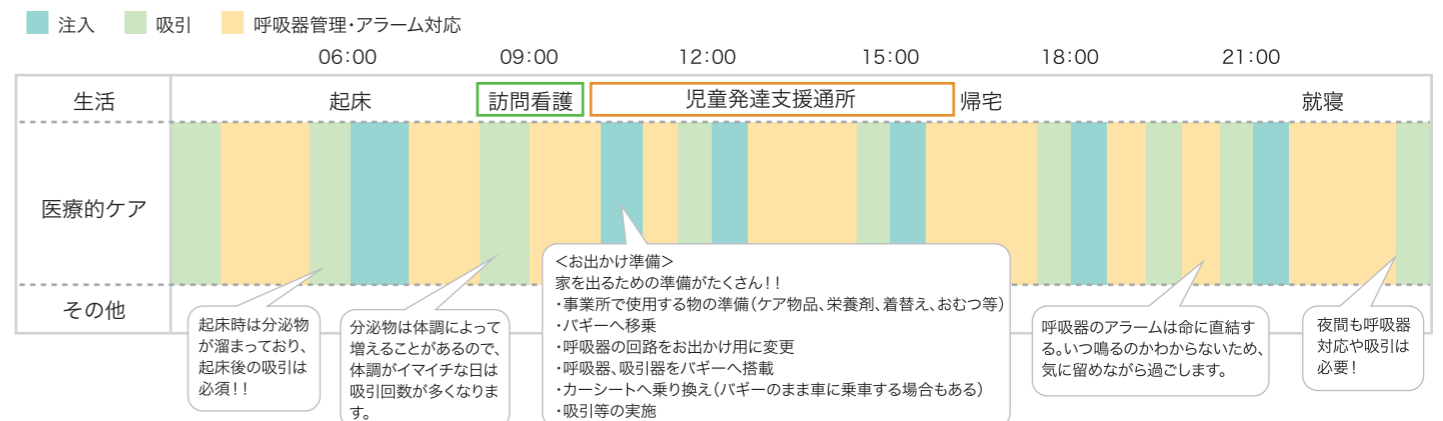 注入 吸引 呼吸器管理・アラーム対応
06:00 09:00 12:00 15:00 18:00 21:00
生活 起床 訪問看護 児童発達支援通所 帰宅 就寝
医療的ケア
その他
起床時は分泌物
が溜まっており、
起床後の吸引は
必須!!
分泌物は体調によって
増えることがあるので、
体調がイマイチな日は
吸引回数が多くなりま
す。
<お出かけ準備>
家を出るための準備がたくさん!!
・事業所で使用する物の準備(ケア物品、栄養剤、着替え、おむつ等)
・バギーへ移乗
・呼吸器の回路をお出かけ用に変更
・呼吸器、吸引器をバギーへ搭載
・カーシートへ乗り換え(バギーのまま車に乗車する場合もある)
・吸引等の実施
呼吸器のアラームは命に直結す
る。いつ鳴るのかわからないため、
気に留めながら過ごします。
夜間も呼吸器
対応や吸引は
必要!